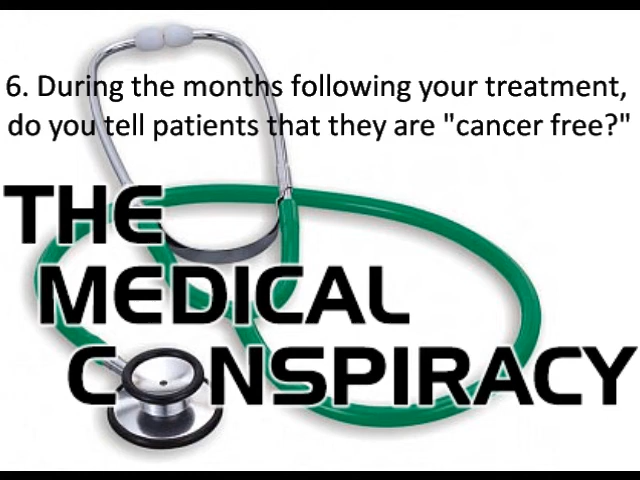 6. During the months following your treatment,
do you tell patients that they are "cancer free?"
THE
MEDICAL
CONSPIRACY